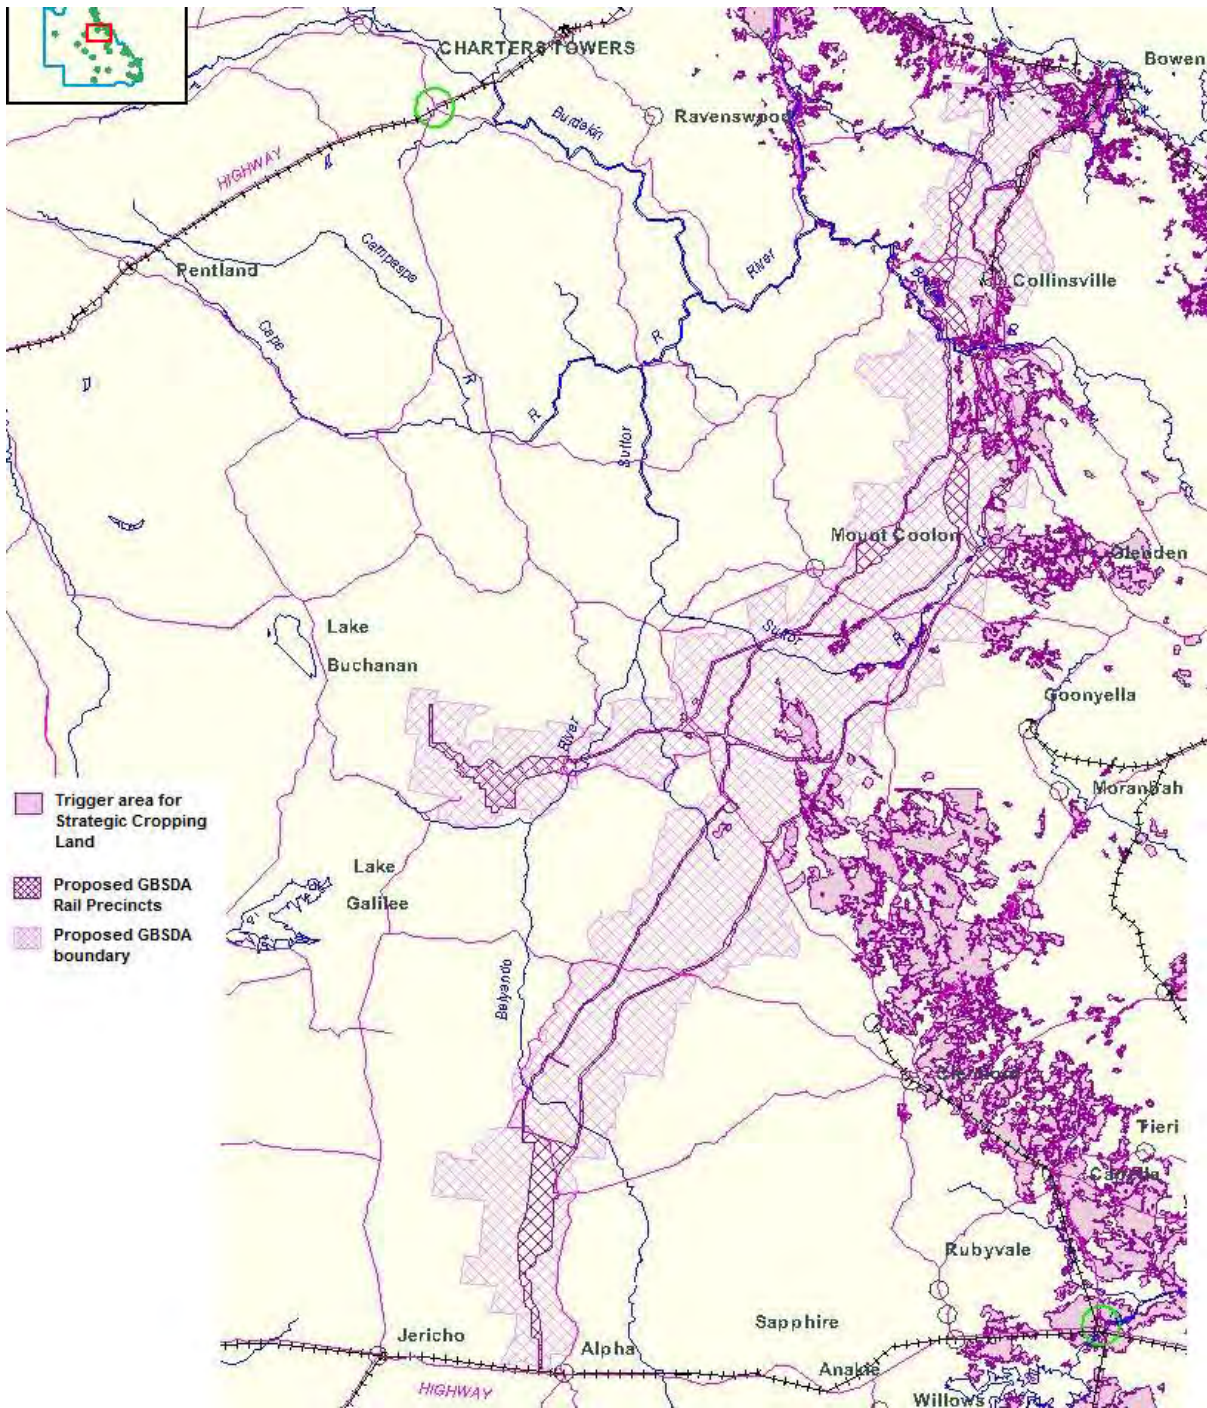 CHARTERS TOWERS
Bowen
Ravenswood
Burdekin
HIGHWAY
Campaspe
River
Pentland
Collinsville
Cape
R
R
R
R
Suttor
Mount Coolon
Glenden
Lake
Buchanan
Suttor
R
Goonyella
River
Moranbah
Trigger area for
Strategic Cropping
Land
Proposed GBSDA
Rail Precincts
Proposed GBSDA
boundary
Lake
Galilee
Belyando
Clermont
Tieri
Capella
Rubyvale
Sapphire
Jericho
Alpha
Anakie
HIGHWAY
Willows